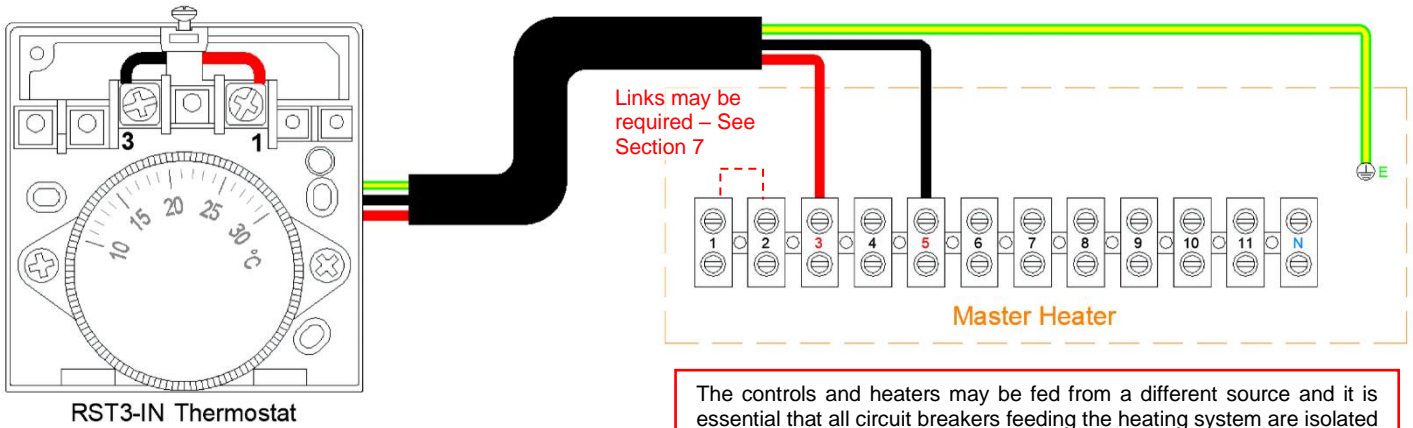 3
1
10 15 20 25 30 °C
RST3-IN Thermostat
Links may be
required – See
Section 7
E
1 2 3 4 5 6 7 8 9 10 11 N
Master Heater
The controls and heaters may be fed from a different source and it is
essential that all circuit breakers feeding the heating system are isolated